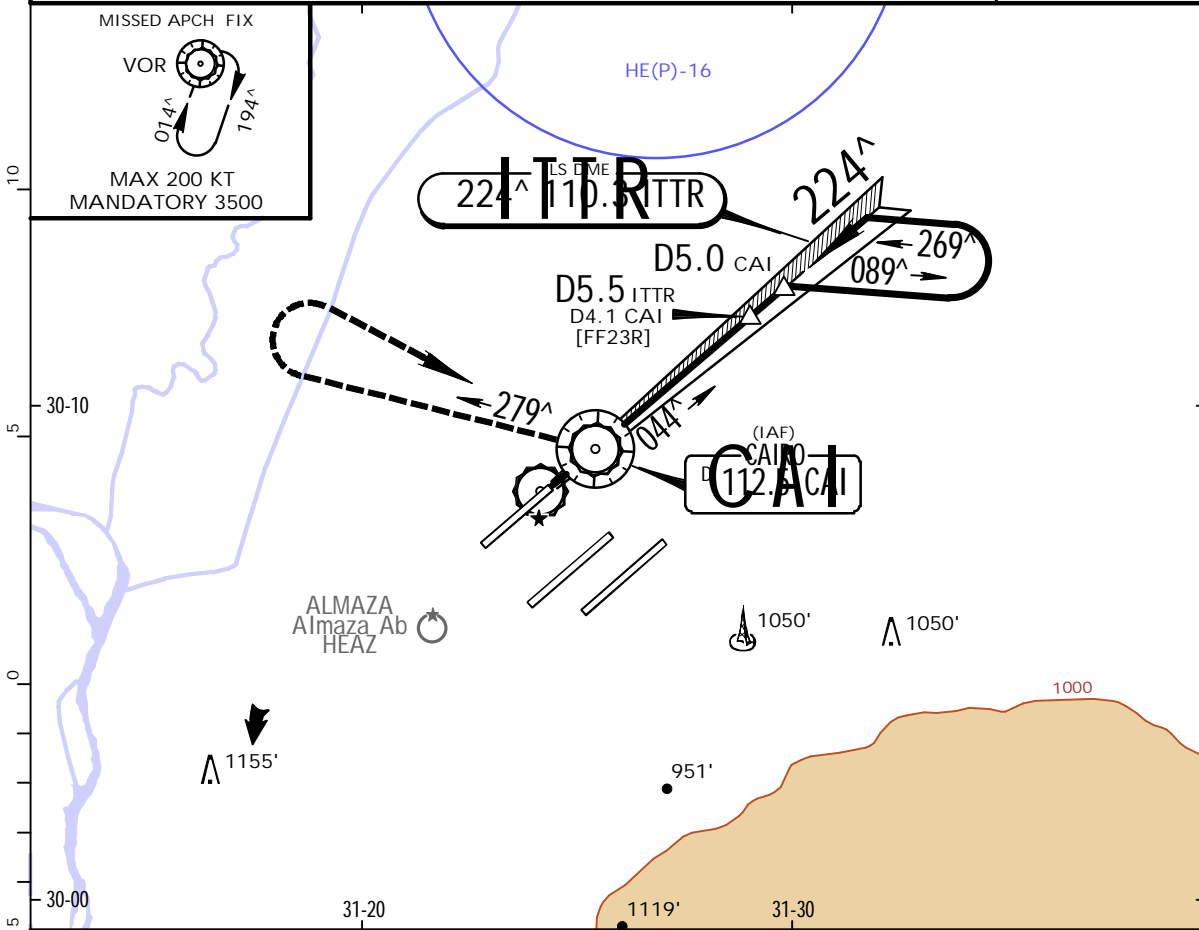 MISSED APCH FIX
VOR
014^
194^
MAX 200 KT
MANDATORY 3500
HE(P)-16
10
LS DME
ITTR
224^ 110.3 ITTR
224^
D5.0 CAI
269^
089^
D5.5 ITTR
D4.1 CAI
[FF23R]
30-10
279^
044^
5
(IAF)
CAIRO
D 112.5 CAI
CAI
ALMAZA
Almaza Ab
HEAZ
1050'
1050'
0
1000
1155'
951'
30-00
31-20
1119'
31-30
5